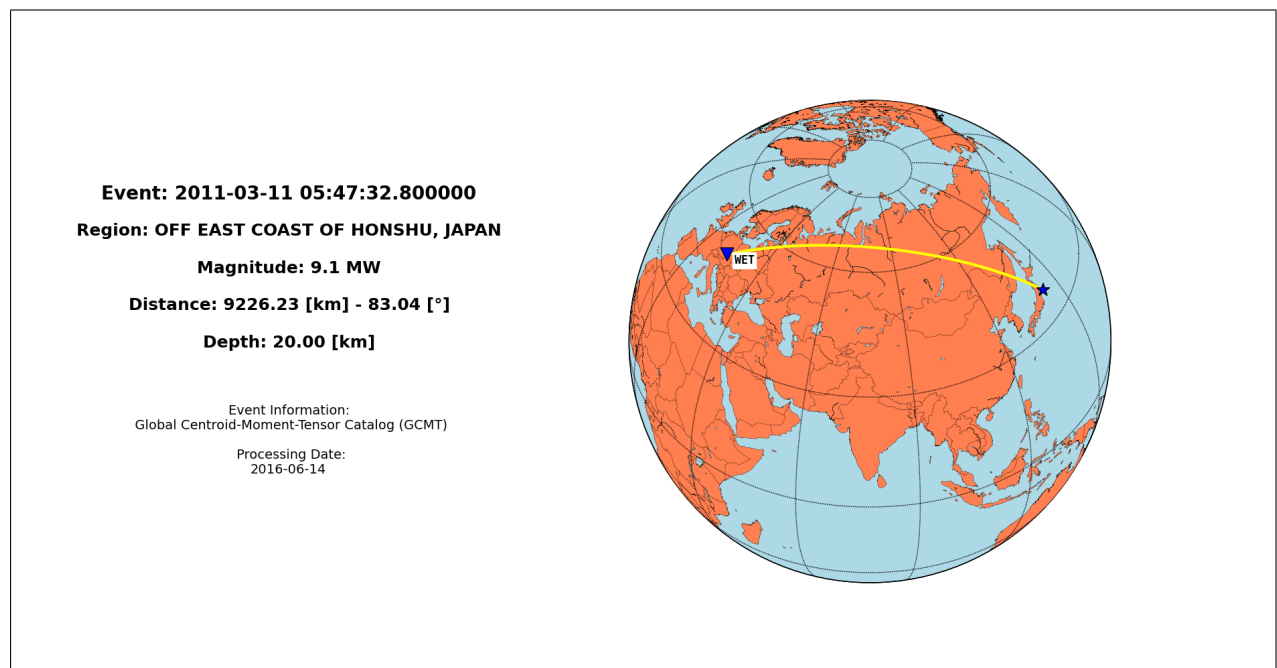 Event: 2011-03-11 05:47:32.800000
Region: OFF EAST COAST OF HONSHU, JAPAN
Magnitude: 9.1 MW
Distance: 9226.23 [km] - 83.04 [°]
Depth: 20.00 [km]
Event Information:
Global Centroid-Moment-Tensor Catalog (GCMT)
Processing Date:
2016-06-14
WET